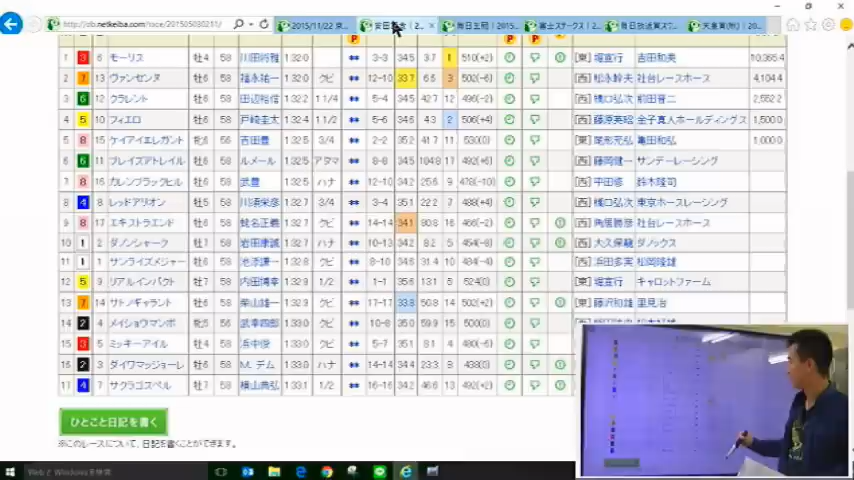 http://db.netkeiba.com/race/201505030211/
2015/11/22 京... 安田記念 (2... 毎日王冠 | 2015... 富士ステークス | 2... 毎日放送賞ス... 天皇賞(秋) | 20...
1 3 6 モーリス 牡4 58 川田将雅 1:32.0 ** 3-3 34.5 3.7 1 510(+2) [東] 堀宣行 吉田和美 10,365.4
2 7 13 ヴァンセンヌ 牡6 58 福永祐一 1:32.0 クビ ** 12-10 33.7 6.6 3 502(-6) [西] 松永幹夫 社台レースホース 4,104.4
3 6 12 クラレント 牡6 58 田辺裕信 1:32.2 1 1/4 ** 5-4 34.5 42.7 12 496(+2) [西] 橋口弘次 前田晋二 2,552.2
4 5 10 フィエロ 牡6 58 戸崎圭太 1:32.4 1 1/2 ** 5-6 34.6 4.3 2 506(+4) [西] 藤原英昭 金子真人ホールディングス 1,500.0
5 8 15 ケイアイエレガント 牝6 56 吉田豊 1:32.5 3/4 ** 2-2 35.2 41.7 11 530(0) [東] 尾形充弘 亀田和弘 1,000.0
6 6 11 ブレイズアトレイル 牡6 58 ルメール 1:32.5 アタマ ** 8-8 34.5 104.8 17 492(+6) [西] 藤岡健一 サンデーレーシング
7 8 16 カレンブラックヒル 牡6 58 武豊 1:32.5 ハナ ** 12-10 34.2 25.6 9 478(-10) [西] 平田修 鈴木隆司
8 4 8 レッドアリオン 牡5 58 川須栄彦 1:32.6 3/4 ** 3-4 35.1 22.2 7 488(+4) [西] 橋口弘次 東京ホースレーシング
9 8 17 エキストラエンド 牡6 58 蛯名正義 1:32.7 クビ ** 14-14 34.1 80.8 16 466(-2) [西] 角居勝彦 社台レースホース
10 1 2 ダノンシャーク 牡7 58 岩田康誠 1:32.7 ハナ ** 10-13 34.2 8.2 5 454(-8) [西] 大久保龍 ダノックス
11 1 1 サンライズメジャー 牡6 58 池添謙一 1:32.8 クビ ** 8-10 34.6 31.4 10 484(-4) [西] 浜田多実 松岡隆雄
12 5 9 リアルインパクト 牡7 58 内田博幸 1:32.9 1/2 ** 1-1 35.6 13.1 6 524(0) [東] 堀宣行 キャロットファーム
13 7 14 サトノギャラント 牡6 58 柴山雄一 1:33.0 クビ ** 17-17 33.8 50.8 14 502(+2) [東] 藤沢和雄 里見治
14 2 4 メイショウマンボ 牝5 56 武幸四郎 1:33.0 クビ ** 10-8 35.0 59.9 15 500(0)
15 3 5 ミッキーアイル 牡4 58 浜中俊 1:33.0 クビ ** 5-7 35.1 8.1 4 480(-6)
16 2 3 ダイワマッジョーレ 牡6 58 M.デム 1:33.0 ハナ ** 14-14 34.4 23.3 8 438(0)
17 4 7 サクラゴスペル 牡7 58 横山典弘 1:33.1 1/2 ** 16-16 34.2 46.6 13 492(+2)
ひとこと日記を書く
※このレースについて、日記を書くことができます。
WebとWindowsを検索